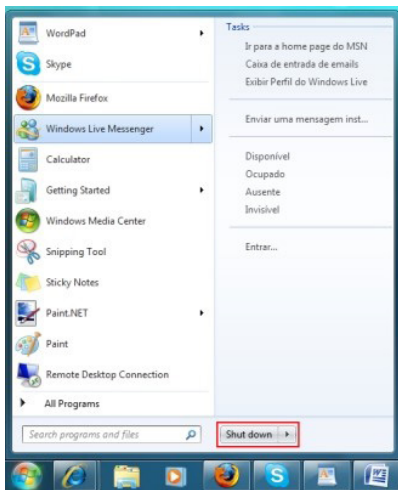 WordPad
Skype
Mozilla Firefox
Windows Live Messenger
Calculator
Getting Started
Windows Media Center
Snipping Tool
Sticky Notes
Paint.NET
Paint
Remote Desktop Connection
All Programs
Search programs and files
Tasks
Ir para a home page do MSN
Caixa de entrada de emails
Exibir Perfil do Windows Live
Enviar uma mensagem inst...
Disponível
Ocupado
Ausente
Invisível
Entrar...
Shut down